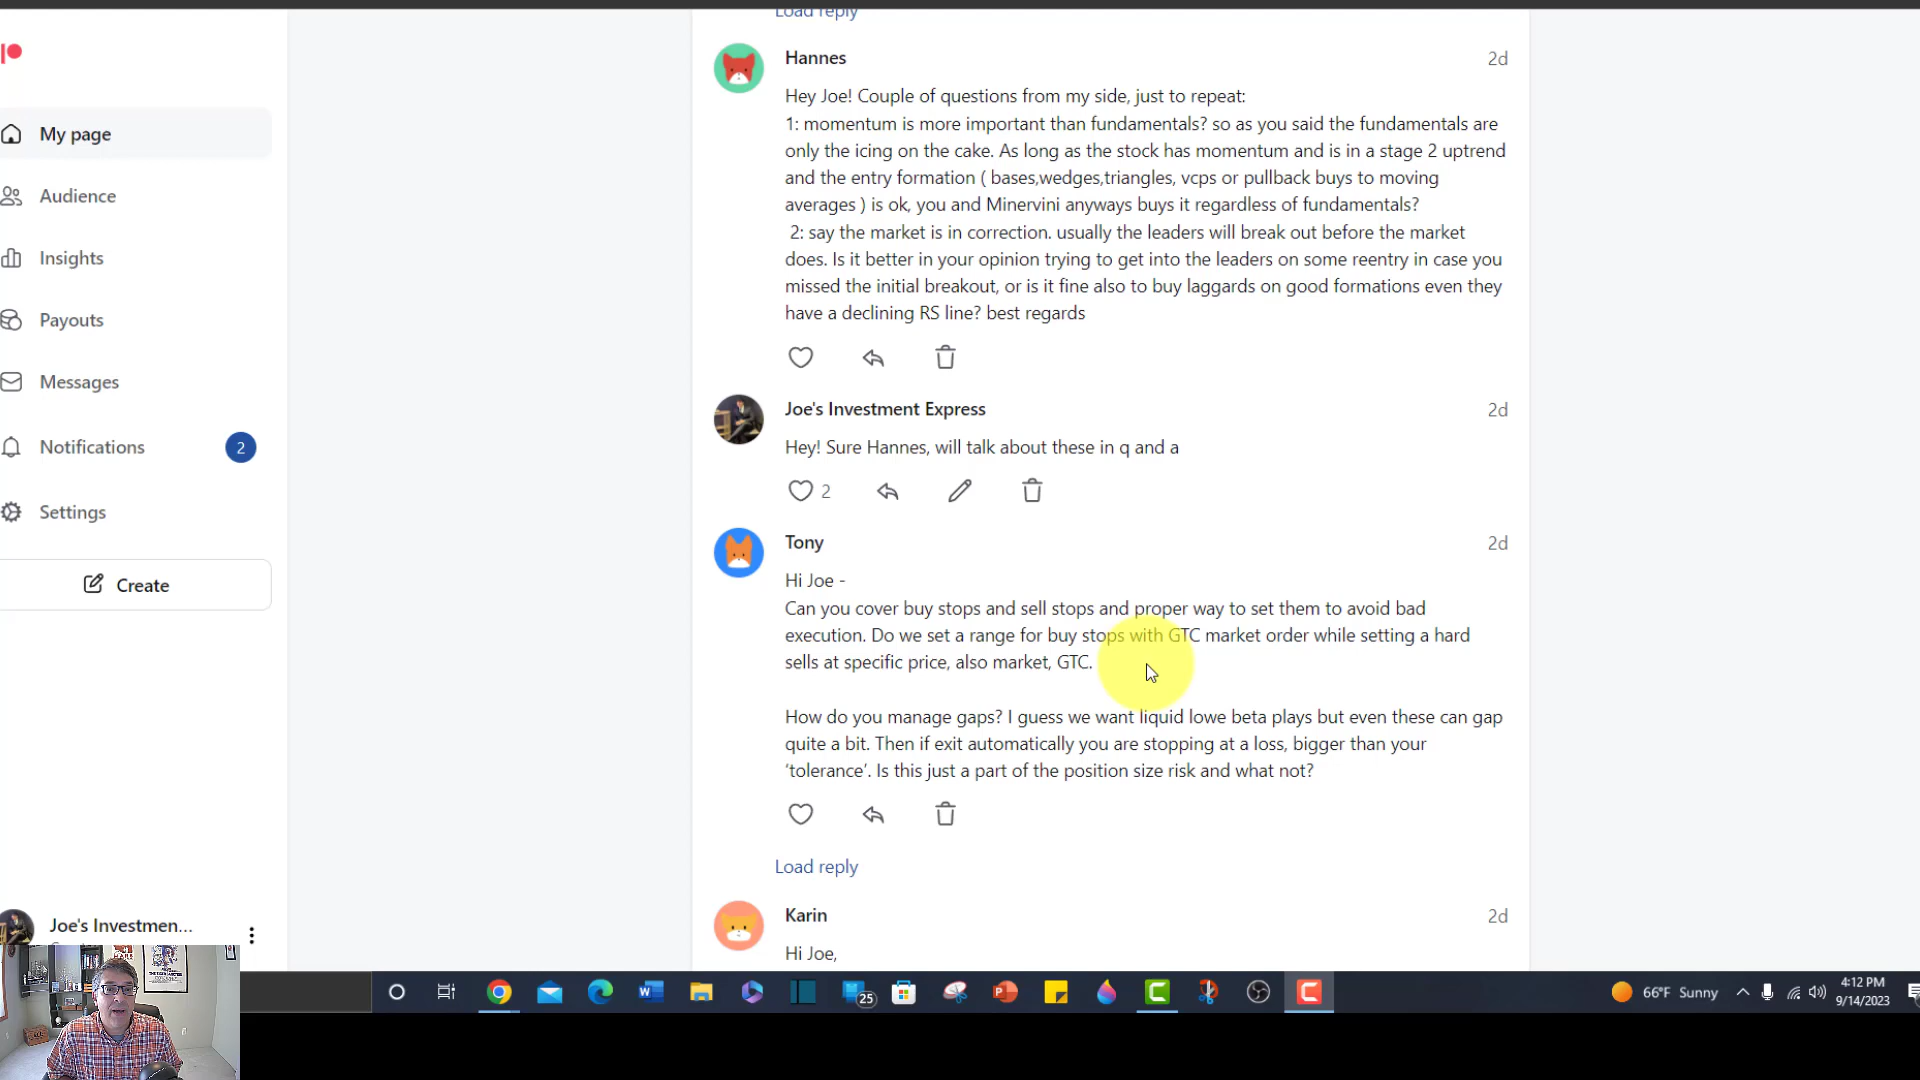 Load reply
Hannes
2d
Hey Joe! Couple of questions from my side, just to repeat:
1: momentum is more important than fundamentals? so as you said the fundamentals are
only the icing on the cake. As long as the stock has momentum and is in a stage 2 uptrend
and the entry formation ( bases,wedges,triangles, vcps or pullback buys to moving
averages ) is ok, you and Minervini anyways buys it regardless of fundamentals?
2: say the market is in correction. usually the leaders will break out before the market
does. Is it better in your opinion trying to get into the leaders on some reentry in case you
missed the initial breakout, or is it fine also to buy laggards on good formations even they
have a declining RS line? best regards
Joe's Investment Express
2d
Hey! Sure Hannes, will talk about these in q and a
2
Tony
2d
Hi Joe -
Can you cover buy stops and sell stops and proper way to set them to avoid bad
execution. Do we set a range for buy stops with GTC market order while setting a hard
sells at specific price, also market, GTC.
How do you manage gaps? I guess we want liquid lowe beta plays but even these can gap
quite a bit. Then if exit automatically you are stopping at a loss, bigger than your
‘tolerance’. Is this just a part of the position size risk and what not?
Load reply
Karin
2d
Hi Joe,
My page
Audience
Insights
Payouts
Messages
Notifications
2
Settings
Create
Joe's Investmen...
25
66°F Sunny
4:12 PM
9/14/2023